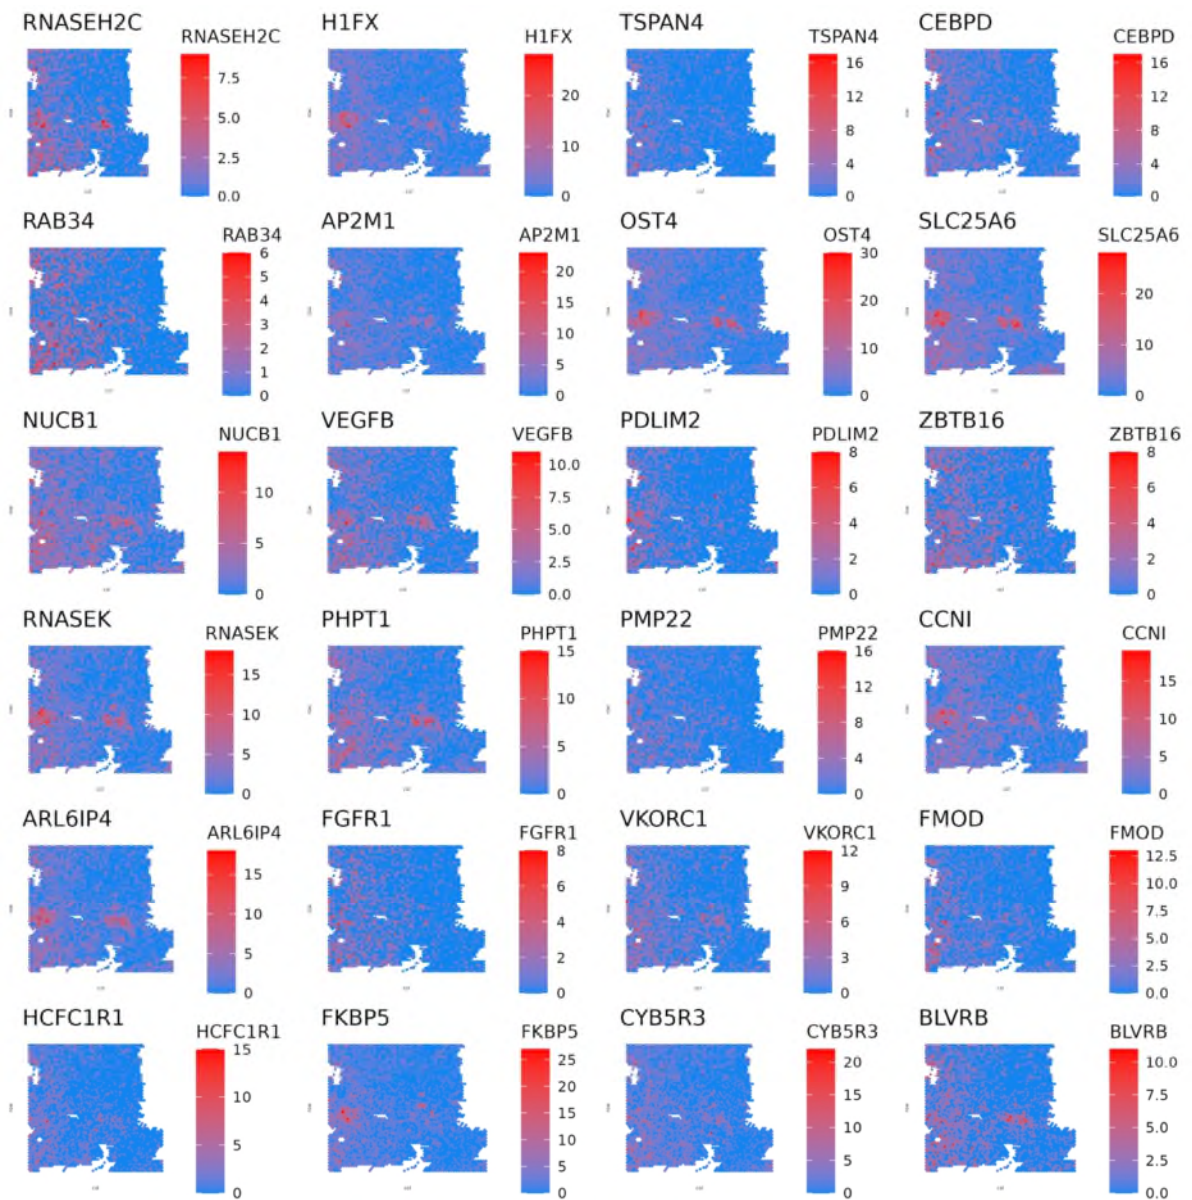 RNASEH2C H1FX TSPAN4 CEBPD
RNASEH2C H1FX TSPAN4 CEBPD
7.5 20 16 16
5.0 12 12
2.5 10 8 8
4 4
0.0 0 0 0
RAB34 AP2M1 OST4 SLC25A6
RAB34 AP2M1 OST4 SLC25A6
6 20 30 20
5 15 20
4
3 10 10
2 10
1 5
0 0 0 0
NUCB1 VEGFB PDLIM2 ZBTB16
NUCB1 VEGFB PDLIM2 ZBTB16
10 10.0 8 8
7.5 6 6
5 5.0 4 4
2.5 2 2
0 0.0 0 0
RNASEK PHPT1 PMP22 CCNI
RNASEK PHPT1 PMP22 CCNI
15 15 16 15
10 10 12 10
8
5 5 4 5
0 0 0 0
ARL6IP4 FGFR1 VKORC1 FMOD
ARL6IP4 FGFR1 VKORC1 FMOD
15 8 12 12.5
10 6 9 10.0
7.5
4 6 5.0
5 2 3 2.5
0 0 0 0.0
HCFC1R1 FKBP5 CYB5R3 BLVRB
HCFC1R1 FKBP5 CYB5R3 BLVRB
15 25 20 10.0
10 20 15 7.5
15 10 5.0
5 10
5 5 2.5
0 0 0 0.0